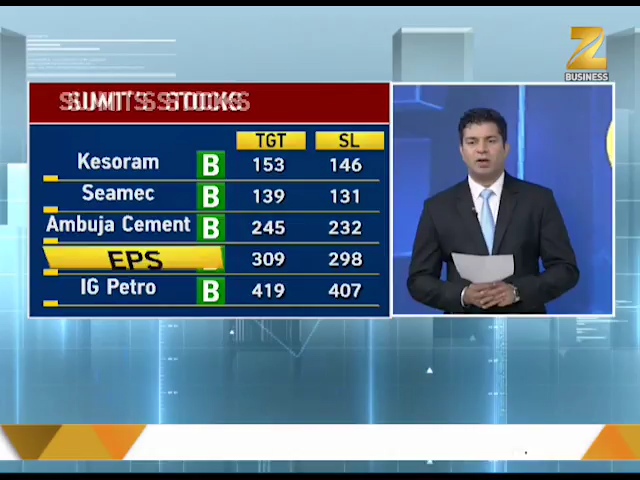 Z
BUSINESS
SUMIT'S STOCKS
TGT SL
Kesoram B 153 146
Seamec B 139 131
Ambuja Cement B 245 232
EPS 309 298
IG Petro B 419 407